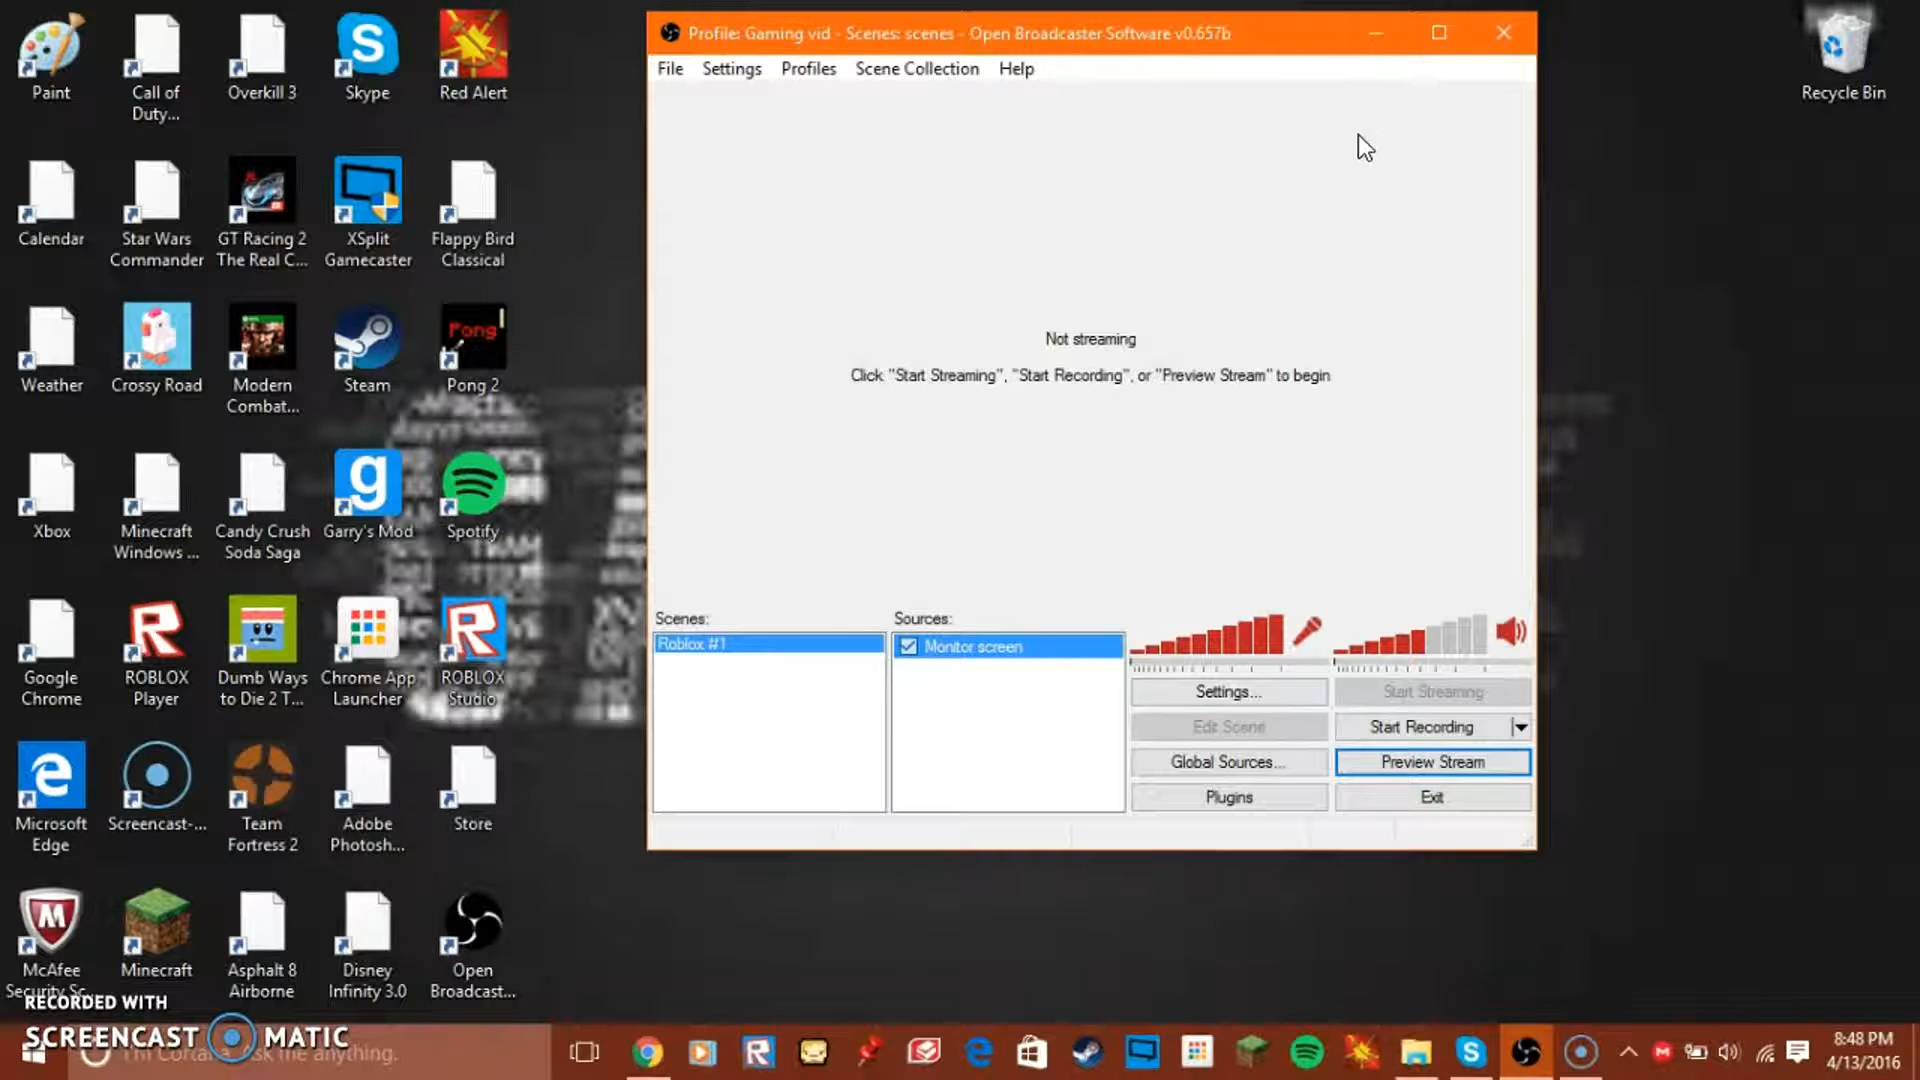 Paint
Call of
Duty...
Overkill 3
Skype
Red Alert
Recycle Bin
Calendar
Star Wars
Commander
GT Racing 2
The Real C...
XSplit
Gamecaster
Flappy Bird
Classical
Weather
Crossy Road
Modern
Combat...
Steam
Pong
Pong 2
Xbox
Minecraft
Windows ...
Candy Crush
Soda Saga
Garry's Mod
Spotify
Google
Chrome
ROBLOX
Player
Dumb Ways
to Die 2 T...
Chrome App
Launcher
ROBLOX
Studio
Microsoft
Edge
Screencast-...
Team
Fortress 2
Adobe
Photosh...
Store
McAfee
Security Sc...
Minecraft
Asphalt 8
Airborne
Disney
Infinity 3.0
Open
Broadcast...
Profile: Gaming vid - Scenes: scenes - Open Broadcaster Software v0.657b
File Settings Profiles Scene Collection Help
Not streaming
Click "Start Streaming", "Start Recording", or "Preview Stream" to begin
Scenes:
Roblox #1
Sources:
Monitor screen
Settings...
Start Streaming
Edit Scene
Start Recording
Global Sources...
Preview Stream
Plugins
Exit
RECORDED WITH
SCREENCAST MATIC
I'm Cortana. Ask me anything.
8:48 PM
4/13/2016